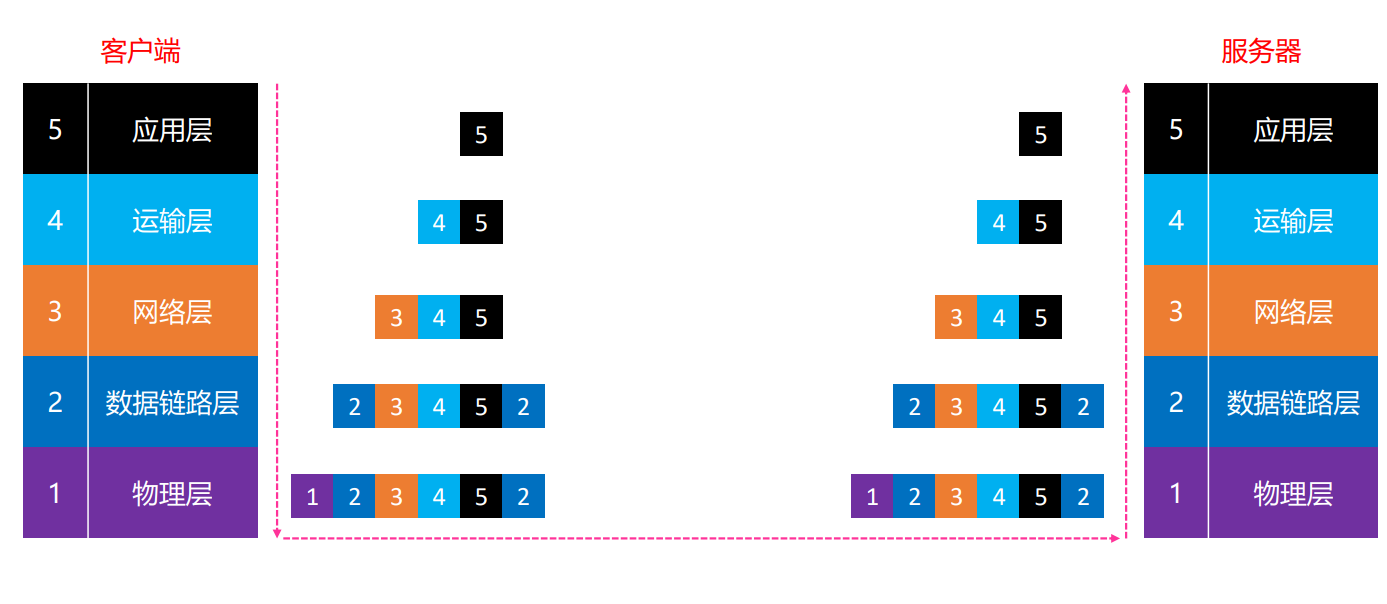 客户端 服务器
5 应用层 5 5 5 应用层
4 运输层 4 5 4 5 4 运输层
3 网络层 3 4 5 3 4 5 3 网络层
2 数据链路层 2 3 4 5 2 2 3 4 5 2 2 数据链路层
1 物理层 1 2 3 4 5 2 1 2 3 4 5 2 1 物理层